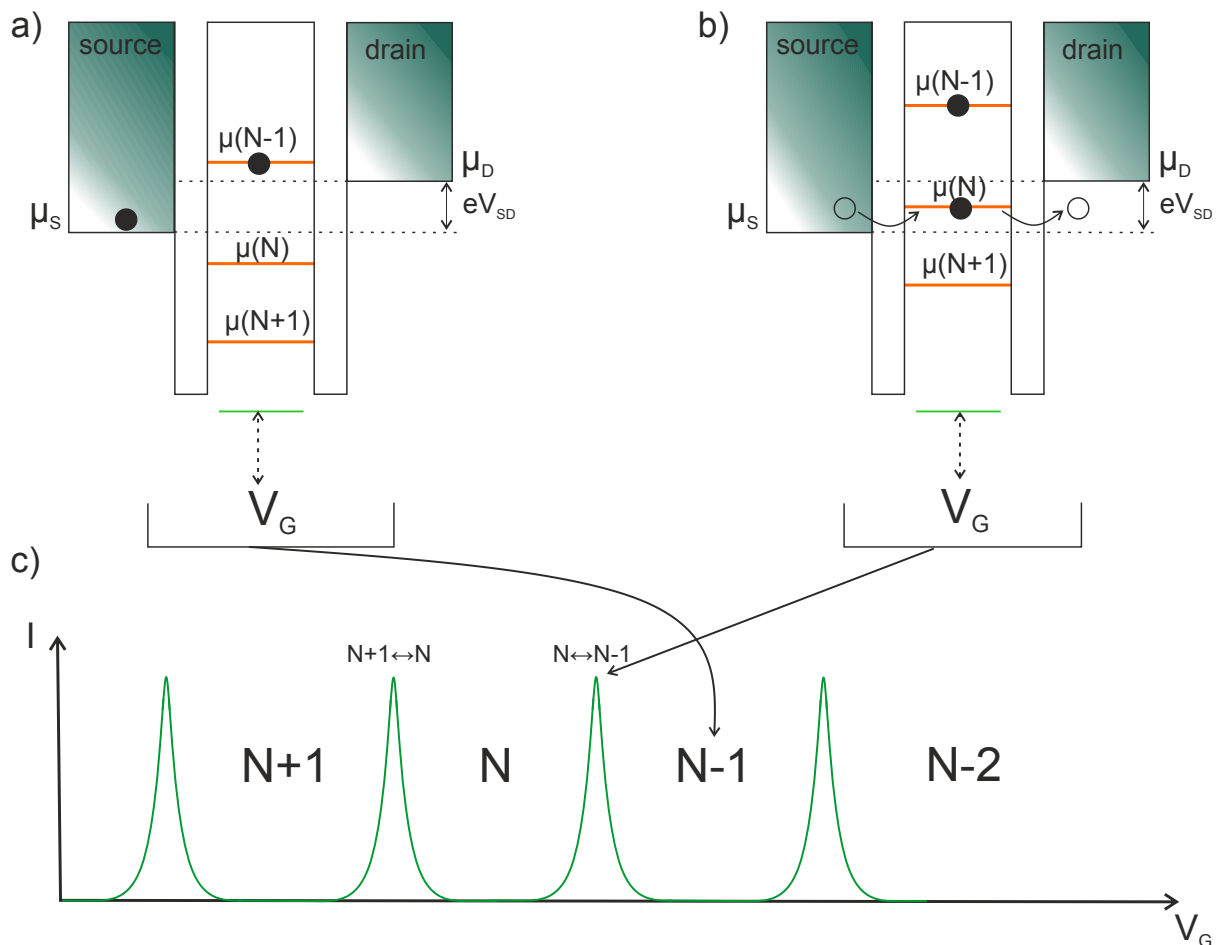 a)
source
drain
μ(N-1)
μD
μS
eVSD
μ(N)
μ(N+1)
VG
b)
source
drain
μ(N-1)
μD
μS
μ(N)
eVSD
μ(N+1)
VG
c)
I
N+1↔N
N↔N-1
N+1
N
N-1
N-2
VG